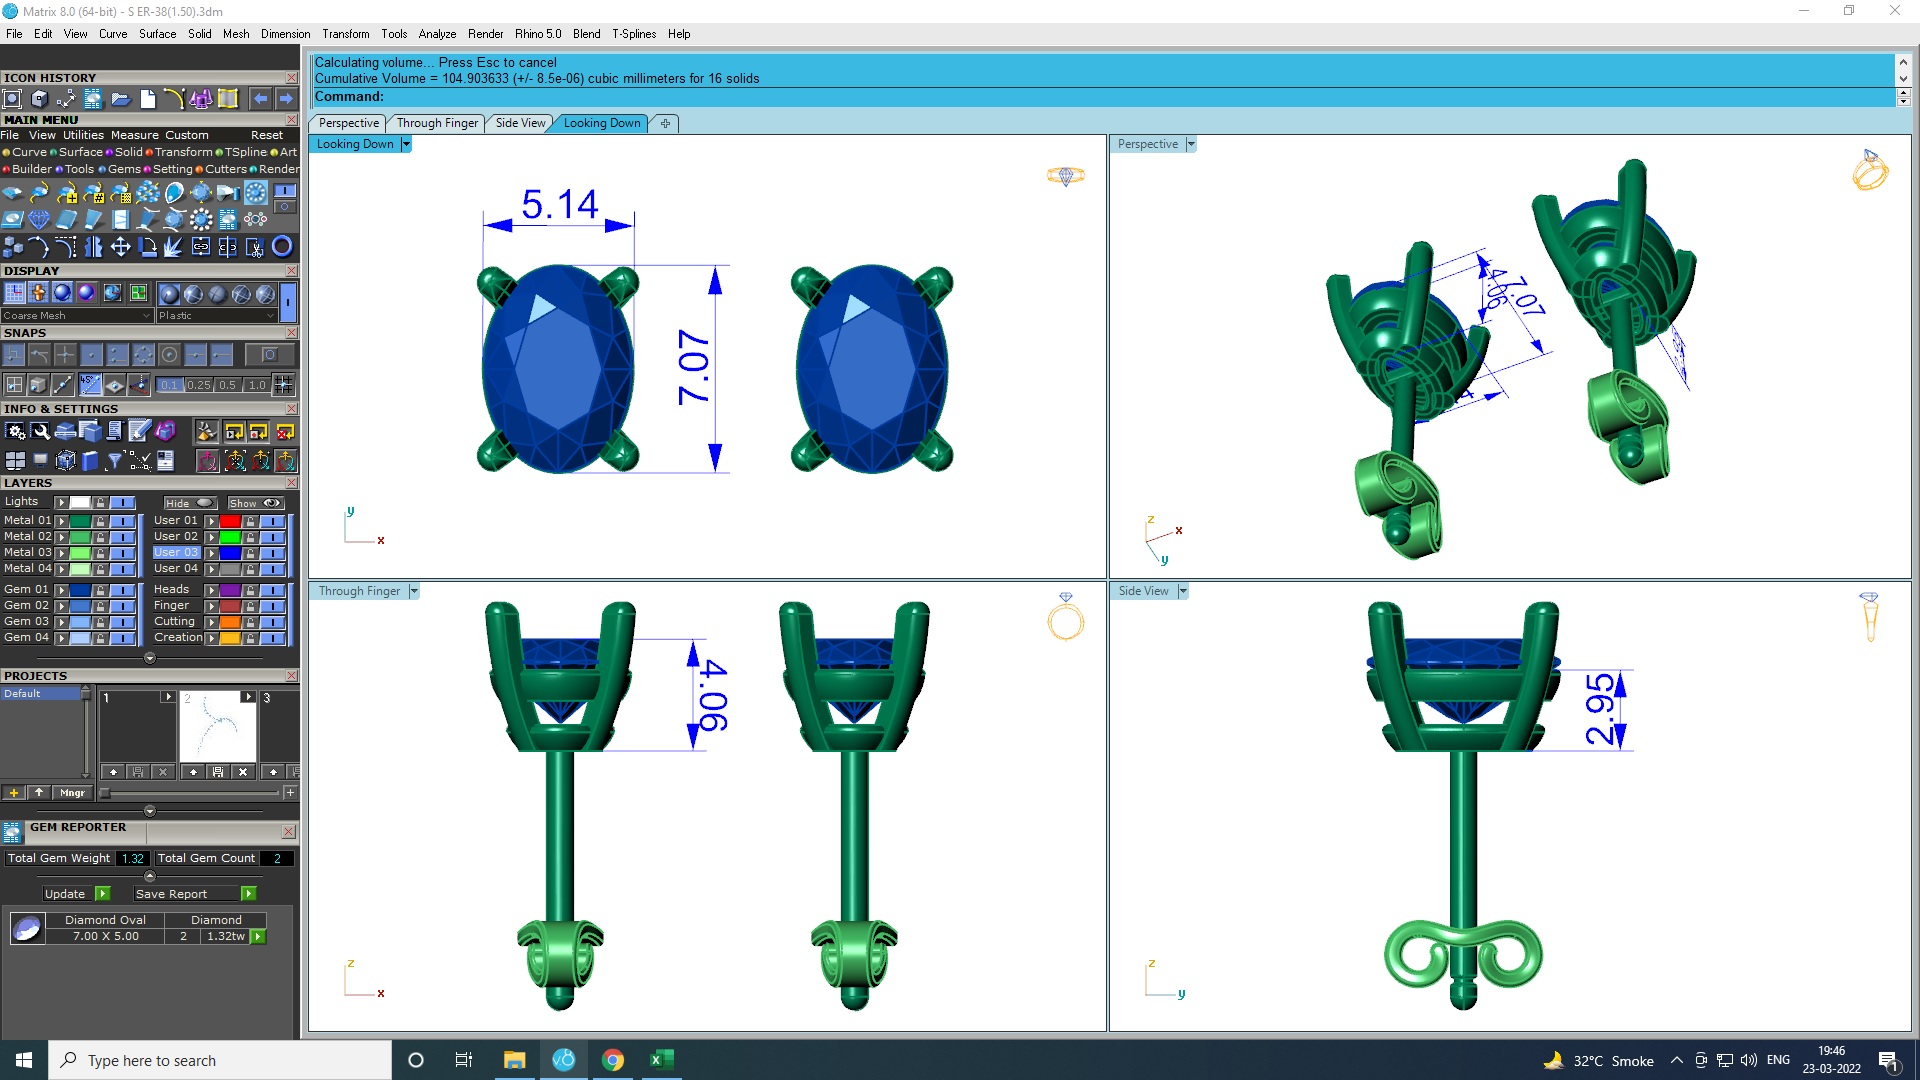 Matrix 8.0 (64-bit) - S ER-38(1.50).3dm
File Edit View Curve Surface Solid Mesh Dimension Transform Tools Analyze Render Rhino 5.0 Blend T-Splines Help
Calculating volume... Press Esc to cancel
Cumulative Volume = 104.903633 (+/- 8.5e-06) cubic millimeters for 16 solids
Command:
ICON HISTORY
MAIN MENU
File View Utilities Measure Custom Reset
Curve Surface Solid Transform TSpline Art
Builder Tools Gems Setting Cutters Render
DISPLAY
Coarse Mesh Plastic
SNAPS
45°
0.1 0.25 0.5 1.0
INFO & SETTINGS
LAYERS
Lights Hide Show
Metal 01 User 01
Metal 02 User 02
Metal 03 User 03
Metal 04 User 04
Gem 01 Heads
Gem 02 Finger
Gem 03 Cutting
Gem 04 Creation
PROJECTS
Default
1 2 3
Mngr
GEM REPORTER
Total Gem Weight 1.32 Total Gem Count 2
Update Save Report
Diamond Oval Diamond
7.00 X 5.00 2 1.32tw
Perspective Through Finger Side View Looking Down
Looking Down
5.14
7.07
y
x
Perspective
4.06
7.07
z
x
y
Through Finger
4.06
z
x
Side View
2.95
z
y
Type here to search
32°C Smoke
ENG
19:46
23-03-2022
1